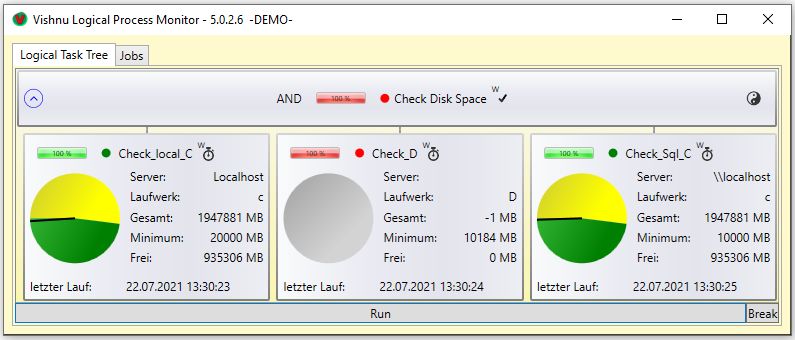 Vishnu Logical Process Monitor - 5.0.2.6 -DEMO-
Logical Task Tree Jobs
AND 100 % Check Disk Space W
100 % Check_local_C W
Server: Localhost
Laufwerk: c
Gesamt: 1947881 MB
Minimum: 20000 MB
Frei: 935306 MB
letzter Lauf: 22.07.2021 13:30:23
100 % Check_D W
Server:
Laufwerk: D
Gesamt: -1 MB
Minimum: 10184 MB
Frei: 0 MB
letzter Lauf: 22.07.2021 13:30:24
100 % Check_Sql_C W
Server: \\localhost
Laufwerk: c
Gesamt: 1947881 MB
Minimum: 10000 MB
Frei: 935306 MB
letzter Lauf: 22.07.2021 13:30:25
Run Break